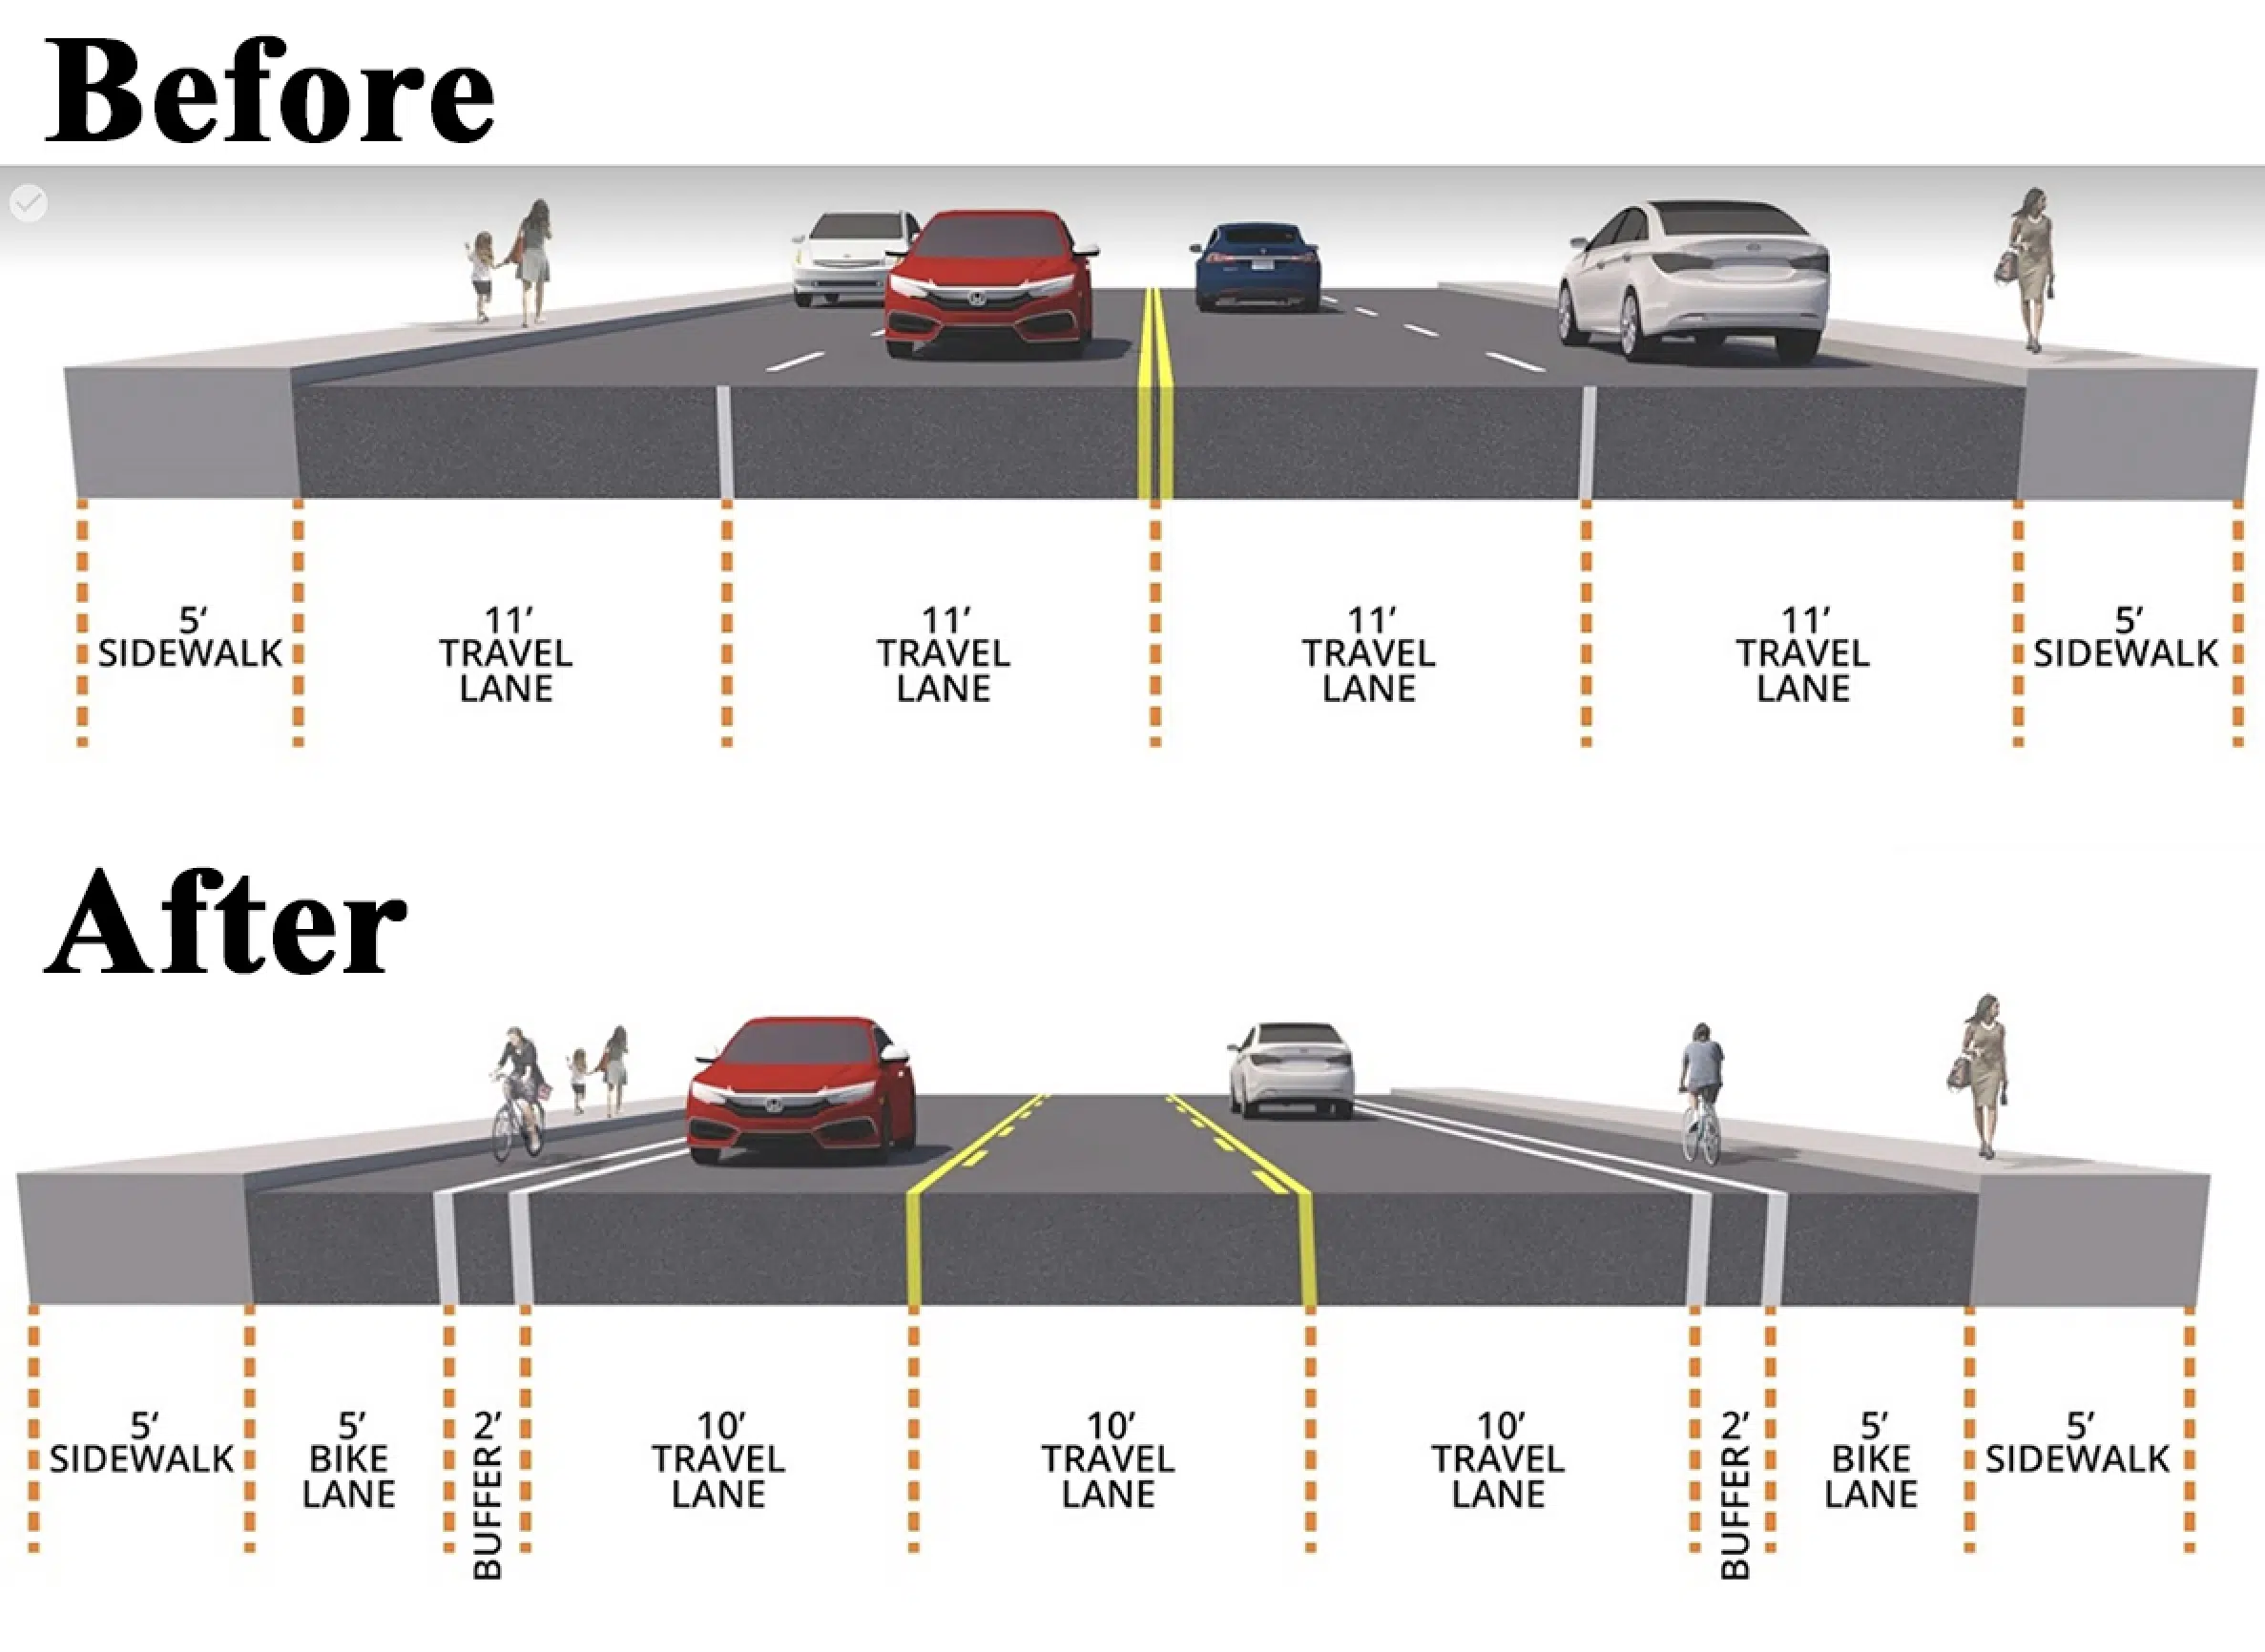 Before
5'
SIDEWALK
11'
TRAVEL
LANE
11'
TRAVEL
LANE
11'
TRAVEL
LANE
11'
TRAVEL
LANE
5'
SIDEWALK
After
5'
SIDEWALK
5'
BIKE
LANE
2'
BUFFER
10'
TRAVEL
LANE
10'
TRAVEL
LANE
10'
TRAVEL
LANE
2'
BUFFER
5'
BIKE
LANE
5'
SIDEWALK